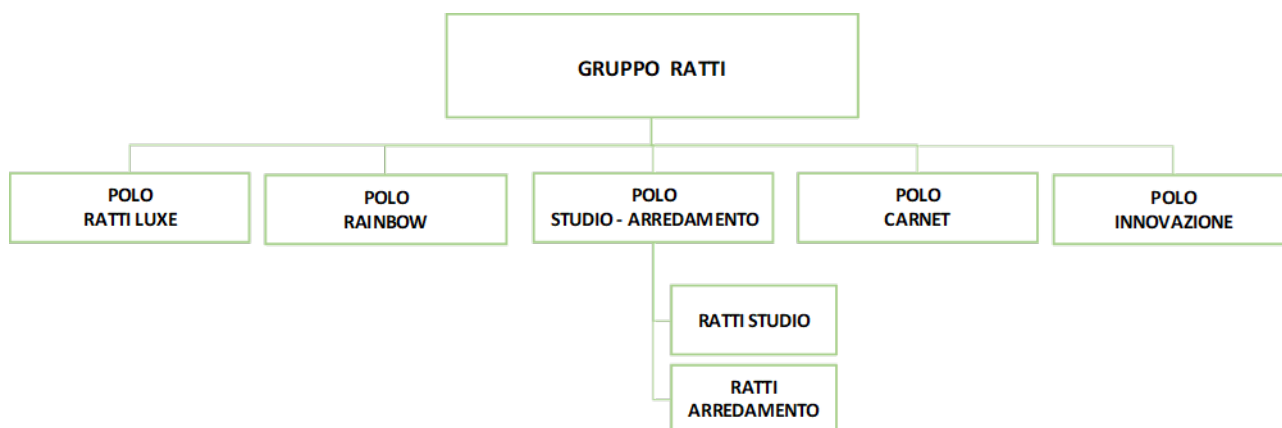 GRUPPO RATTI
POLO
RATTI LUXE
POLO
RAINBOW
POLO
STUDIO - ARREDAMENTO
POLO
CARNET
POLO
INNOVAZIONE
RATTI STUDIO
RATTI
ARREDAMENTO